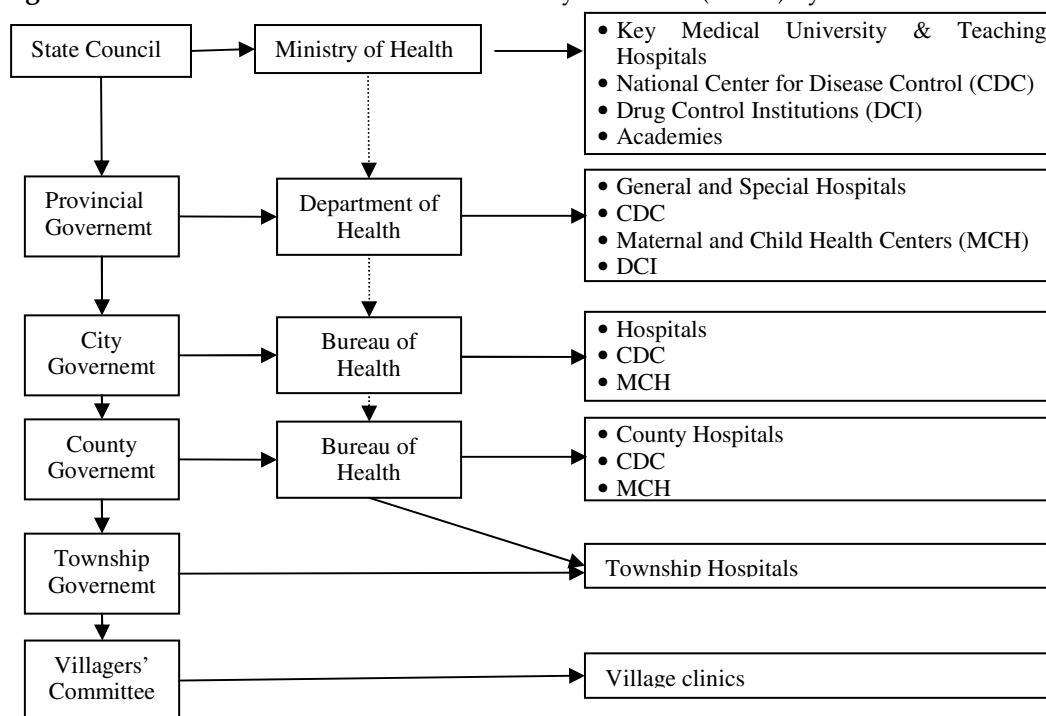 State Council
Ministry of Health
• Key Medical University & Teaching
Hospitals
• National Center for Disease Control (CDC)
• Drug Control Institutions (DCI)
• Academies
Provincial
Governemt
Department of
Health
• General and Special Hospitals
• CDC
• Maternal and Child Health Centers (MCH)
• DCI
City
Governemt
Bureau of
Health
• Hospitals
• CDC
• MCH
County
Governemt
Bureau of
Health
• County Hospitals
• CDC
• MCH
Township
Governemt
Township Hospitals
Villagers’
Committee
Village clinics